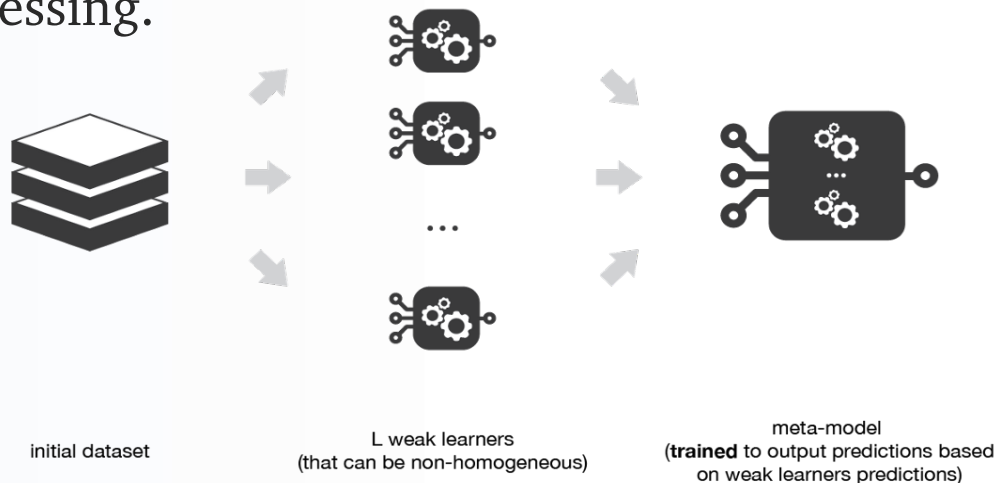 initial dataset
L weak learners
(that can be non-homogeneous)
meta-model
(trained to output predictions based
on weak learners predictions)